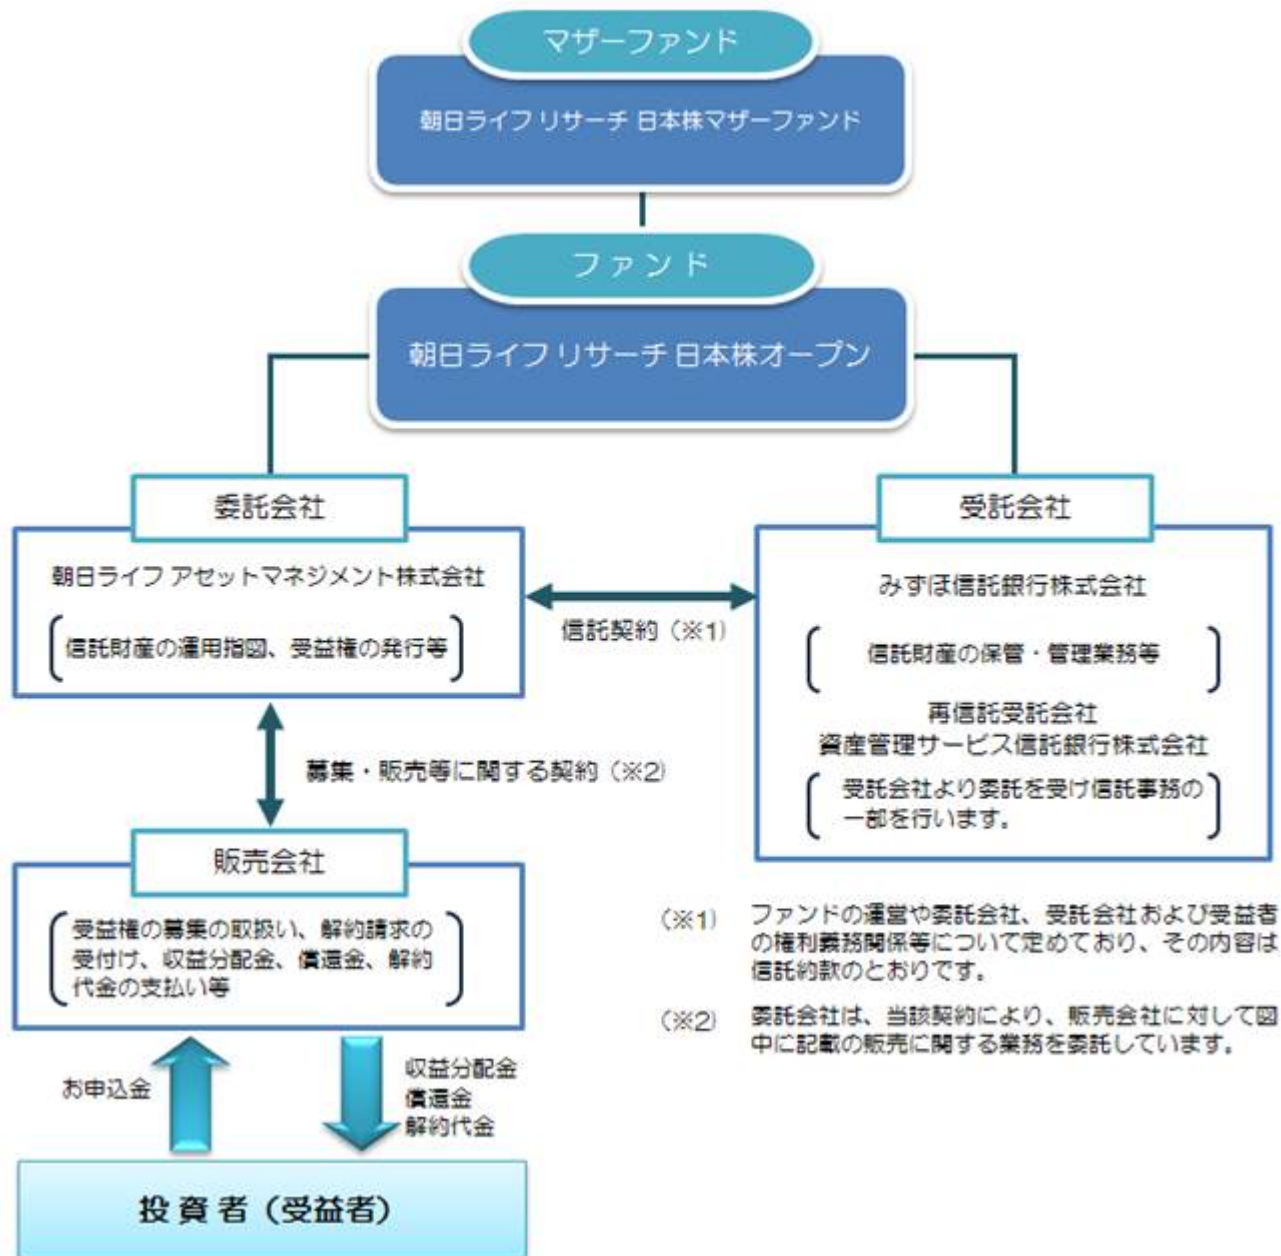 マザーファンド
朝日ライフ リサーチ 日本株マザーファンド
ファンド
朝日ライフ リサーチ 日本株オープン
委託会社
朝日ライフ アセットマネジメント株式会社
信託財産の運用指図、受益権の発行等
信託契約（※1）
受託会社
みずほ信託銀行株式会社
信託財産の保管・管理業務等
再信託受託会社
資産管理サービス信託銀行株式会社
受託会社より委託を受け信託事務の
一部を行います。
募集・販売等に関する契約（※2）
販売会社
受益権の募集の取扱い、解約請求の
受付け、収益分配金、償還金、解約
代金の支払い等
（※1） ファンドの運営や委託会社、受託会社および受益者
の権利義務関係等について定めており、その内容は
信託約款のとおりです。
（※2） 委託会社は、当該契約により、販売会社に対して図
中に記載の販売に関する業務を委託しています。
お申込金
収益分配金
償還金
解約代金
投資者（受益者）